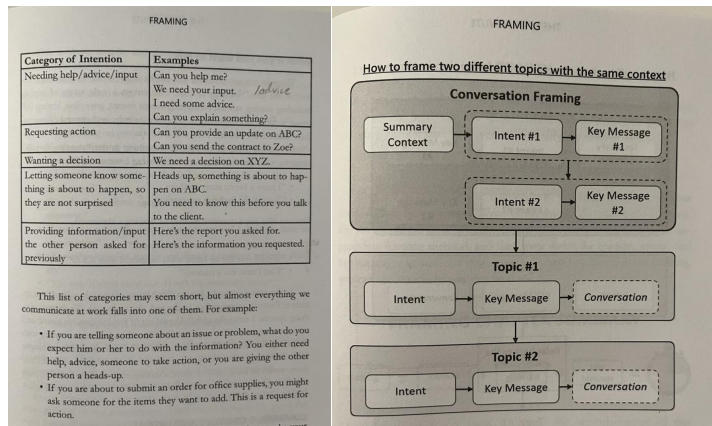 FRAMING
Category of Intention Examples
Needing help/advice/input Can you help me?
We need your input. /advice
I need some advice.
Can you explain something?
Requesting action Can you provide an update on ABC?
Can you send the contract to Zoe?
Wanting a decision We need a decision on XYZ.
Letting someone know some- Heads up, something is about to hap-
thing is about to happen, so pen on ABC.
they are not surprised You need to know this before you talk
to the client.
Providing information/input Here's the report you asked for.
the other person asked for Here's the information you requested.
previously
This list of categories may seem short, but almost everything we
communicate at work falls into one of them. For example:
• If you are telling someone about an issue or problem, what do you
expect him or her to do with the information? You either need
help, advice, someone to take action, or you are giving the other
person a heads-up.
• If you are about to submit an order for office supplies, you might
ask someone for the items they want to add. This is a request for
action.
FRAMING
How to frame two different topics with the same context
Conversation Framing
Summary
Context
Intent #1
Key Message
#1
Intent #2
Key Message
#2
Topic #1
Intent
Key Message
Conversation
Topic #2
Intent
Key Message
Conversation